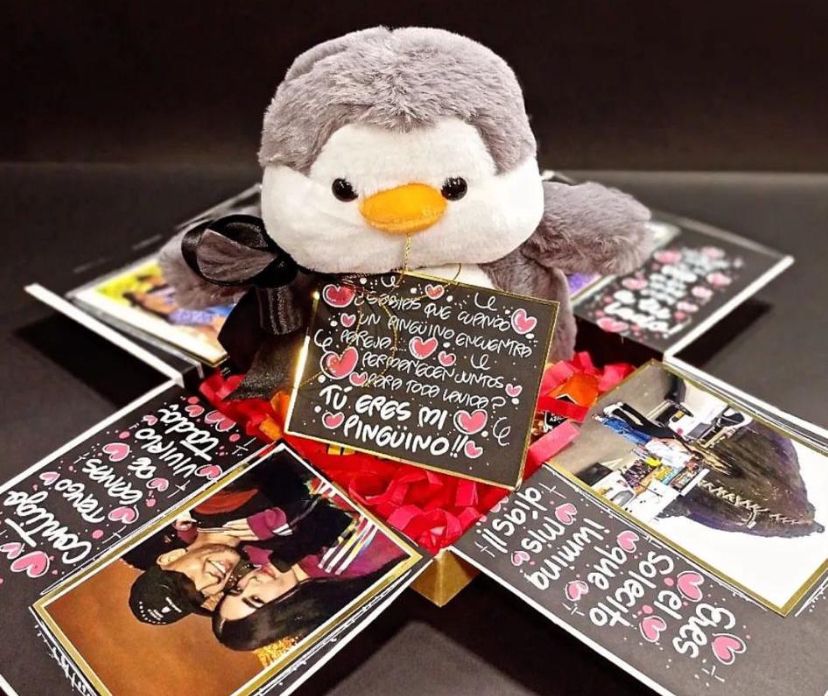 ¿SABIAS QUE CUANDO
UN PINGÜINO ENCUENTRA
PAREJA
PERMANECEN JUNTOS
PARA TODA LA VIDA?
TÚ ERES MI
PINGÜINO!!
Contigo
TENGO
GANAS
DE
VIVIRLO
todo
Eres
el
Solecito
que
ilumina
mis
días!!